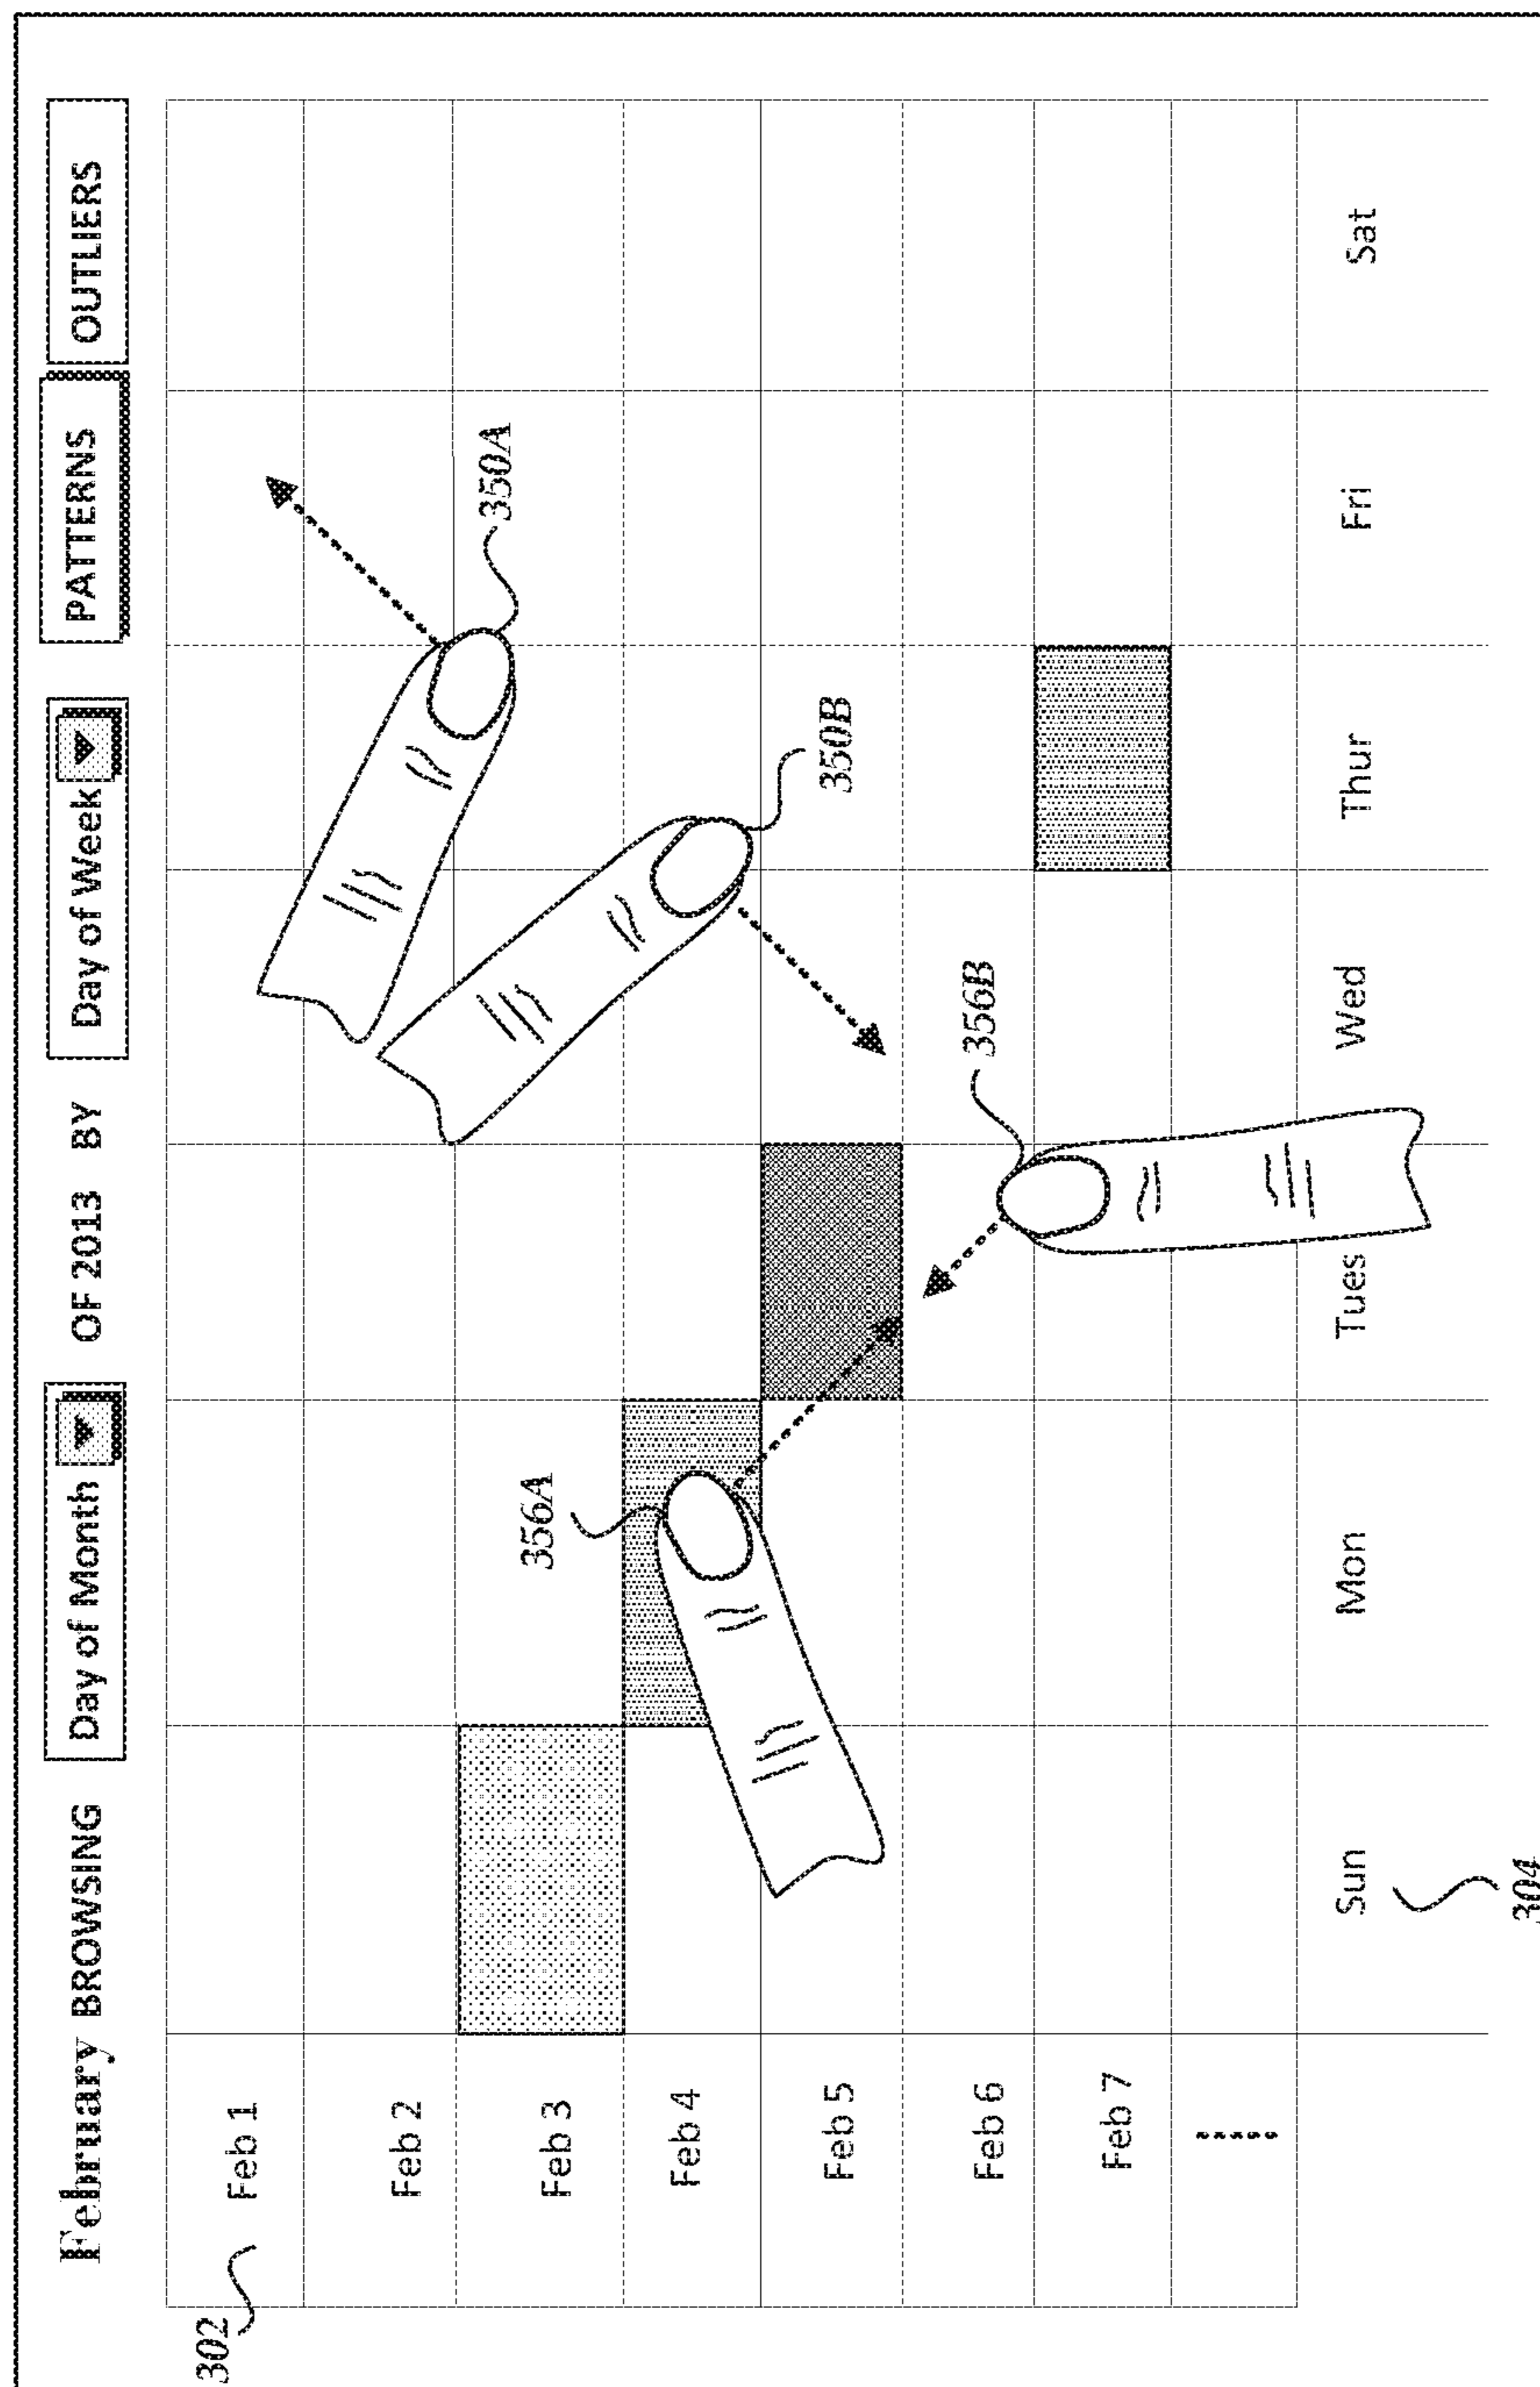 February BROWSING Day of Month OF 2013 BY Day of Week PATTERNS OUTLIERS
302
Feb 1
Feb 2
350A
Feb 3
356A
Feb 4
350B
Feb 5
356B
Feb 6
Feb 7
Sun Mon Tues Wed Thur Fri Sat
304